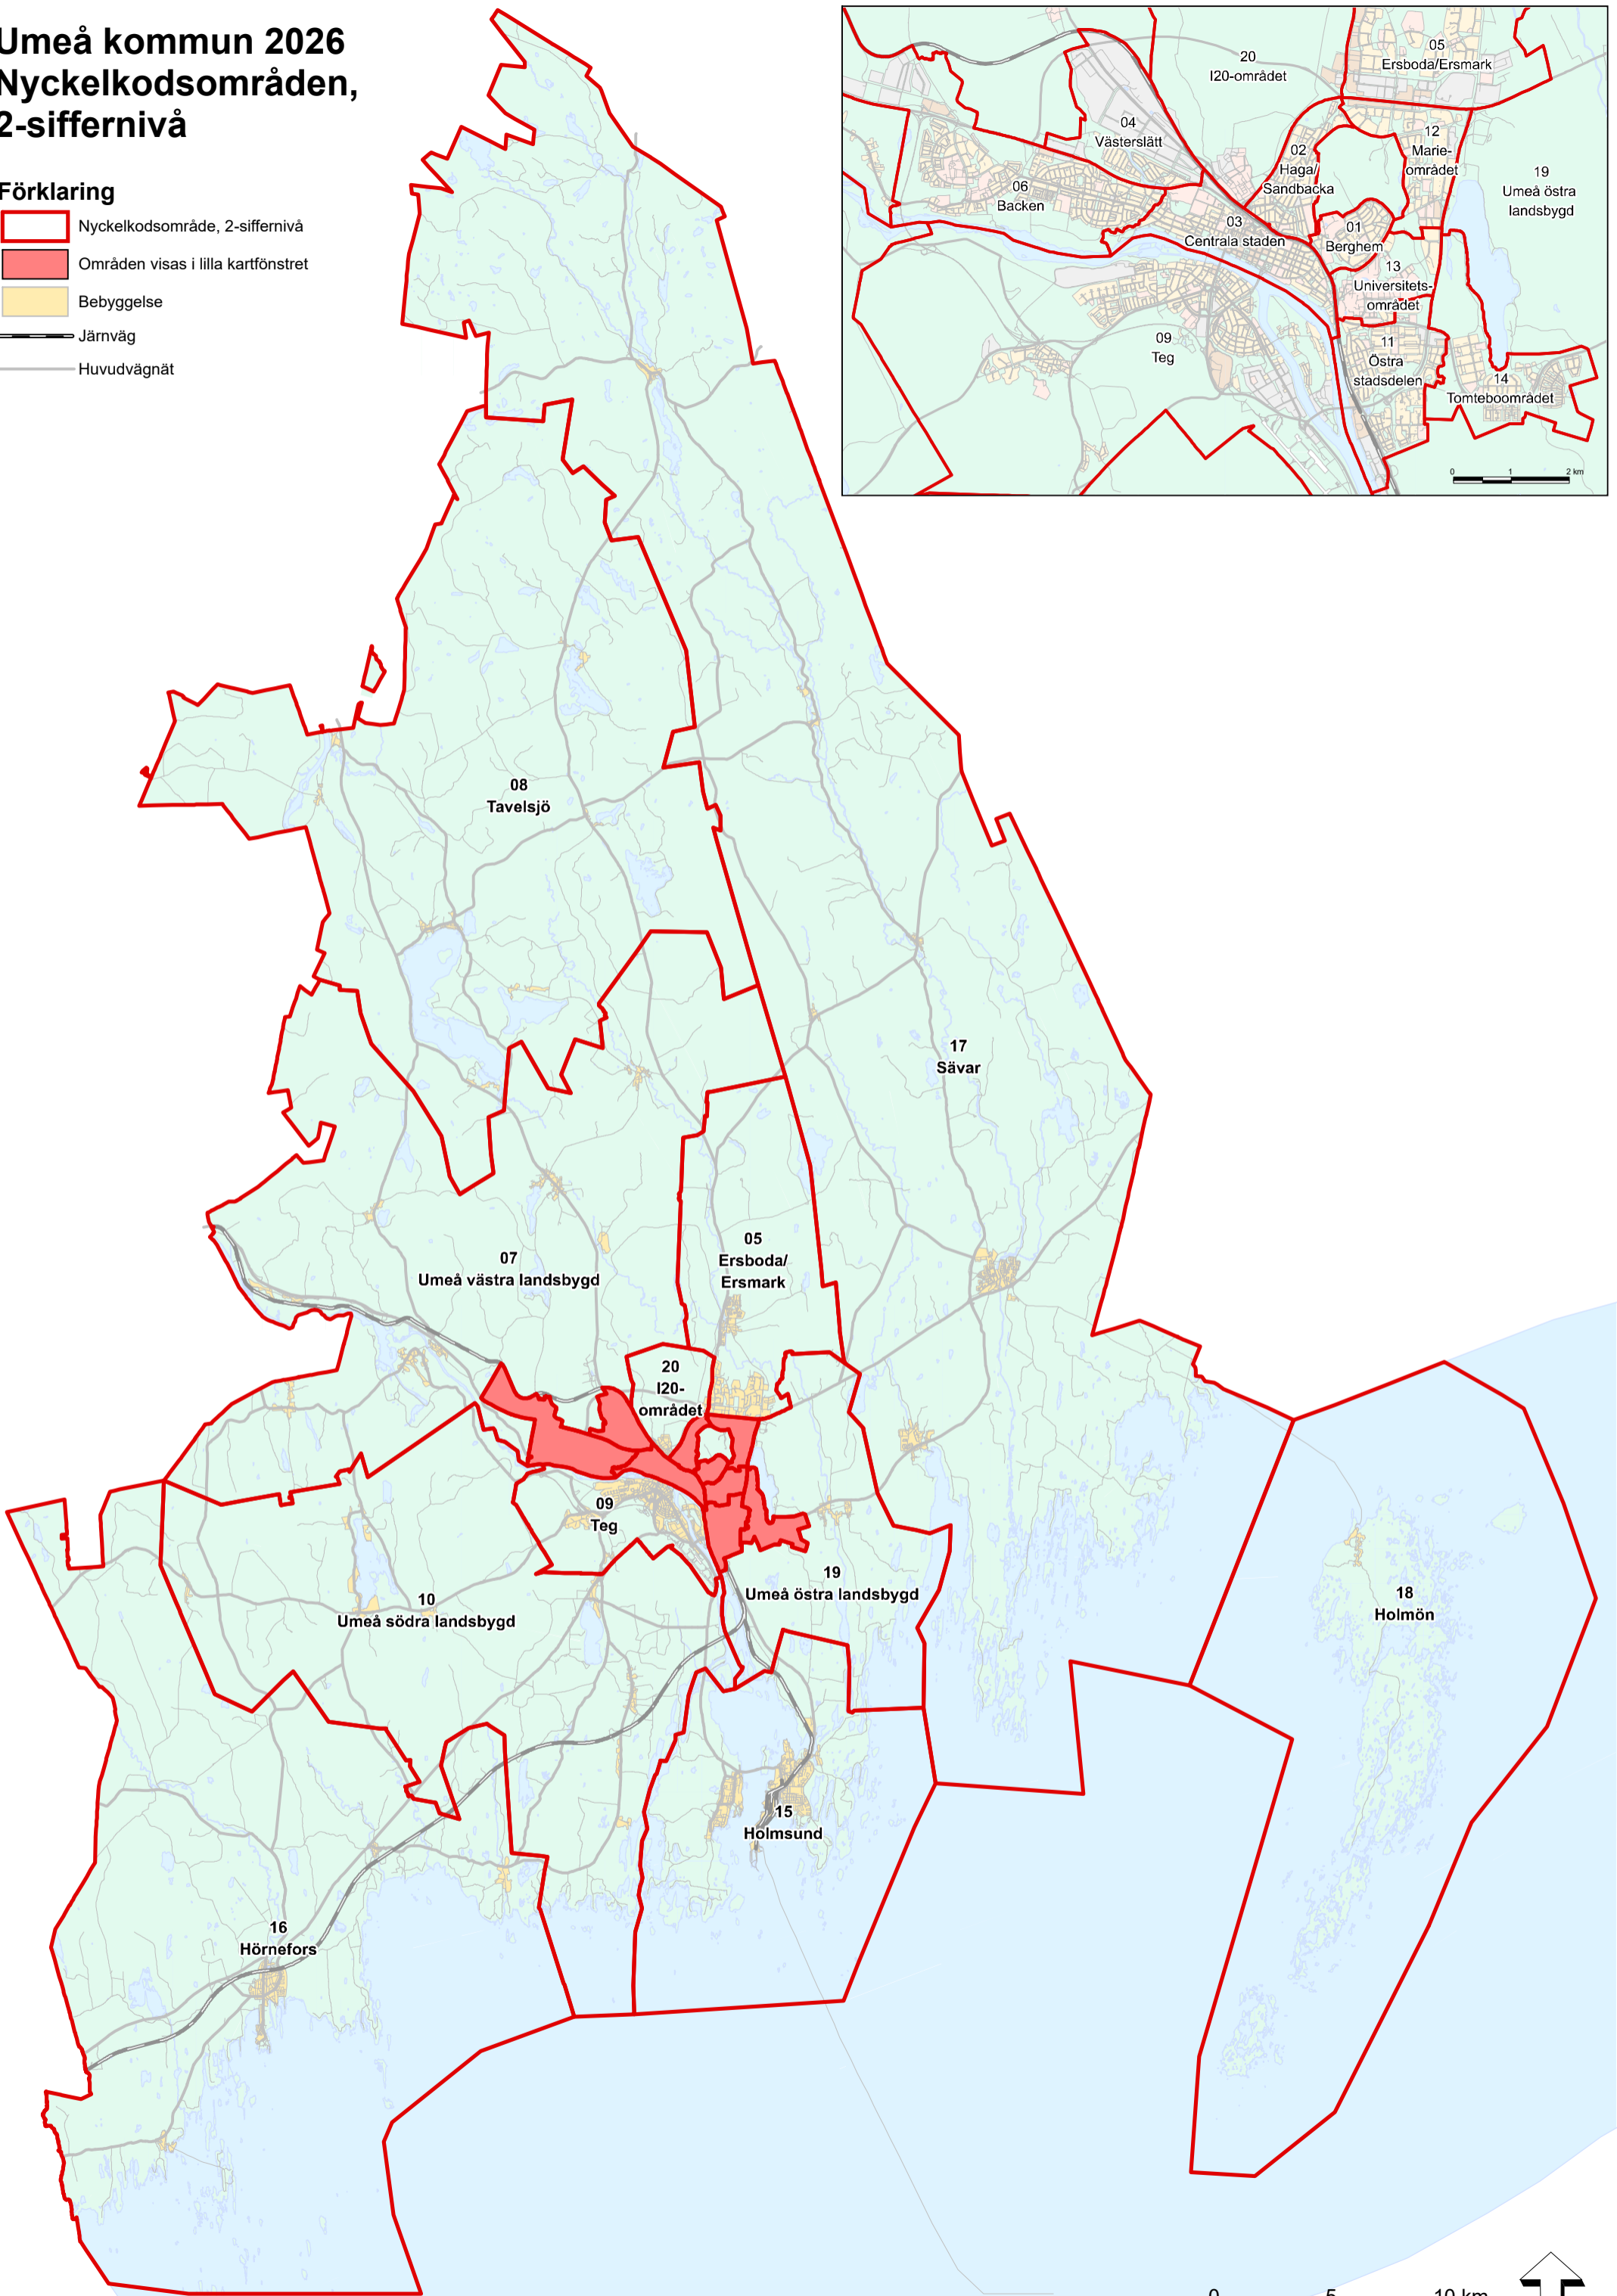 Umeå kommun 2026
Nyckelkodsområden,
2-siffernivå
Förklaring
Nyckelkodsområde, 2-siffernivå
Områden visas i lilla kartfönstret
Bebyggelse
Järnväg
Huvudvägnät
20
I20-området
05
Ersboda/Ersmark
04
Västerslätt
02
Haga/
Sandbacka
12
Marie-
området
19
Umeå östra
landsbygd
06
Backen
03
Centrala staden
01
Berghem
13
Universitets-
området
09
Teg
11
Östra
stadsdelen
14
Tomteboområdet
0 1 2 km
08
Tavelsjö
17
Sävar
05
Ersboda/
Ersmark
07
Umeå västra landsbygd
20
I20-
området
09
Teg
19
Umeå östra landsbygd
10
Umeå södra landsbygd
18
Holmön
15
Holmsund
16
Hörnefors
0 5 10 km